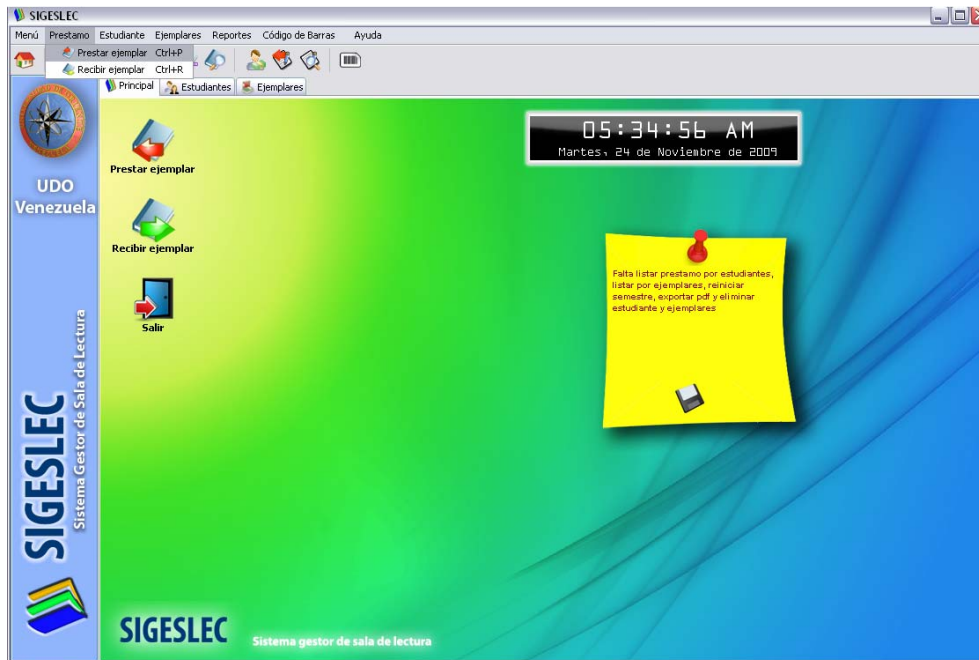 SIGESLEC
Menú Prestamo Estudiante Ejemplares Reportes Código de Barras Ayuda
Prestar ejemplar Ctrl+P
Recibir ejemplar Ctrl+R
Principal Estudiantes Ejemplares
UDO
Venezuela
SIGESLEC
Sistema Gestor de Sala de Lectura
Prestar ejemplar
Recibir ejemplar
Salir
05:34:56 AM
Martes, 24 de Noviembre de 2009
Falta listar prestamo por estudiantes,
listar por ejemplares, reiniciar
semestre, exportar pdf y eliminar
estudiante y ejemplares
SIGESLEC
Sistema gestor de sala de lectura